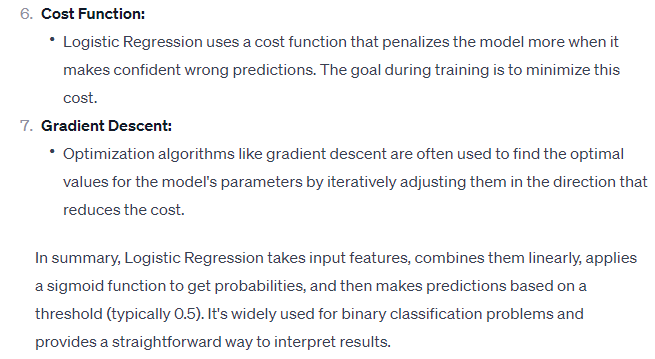 6. Cost Function:
• Logistic Regression uses a cost function that penalizes the model more when it
makes confident wrong predictions. The goal during training is to minimize this
cost.
7. Gradient Descent:
• Optimization algorithms like gradient descent are often used to find the optimal
values for the model's parameters by iteratively adjusting them in the direction that
reduces the cost.
In summary, Logistic Regression takes input features, combines them linearly, applies
a sigmoid function to get probabilities, and then makes predictions based on a
threshold (typically 0.5). It's widely used for binary classification problems and
provides a straightforward way to interpret results.